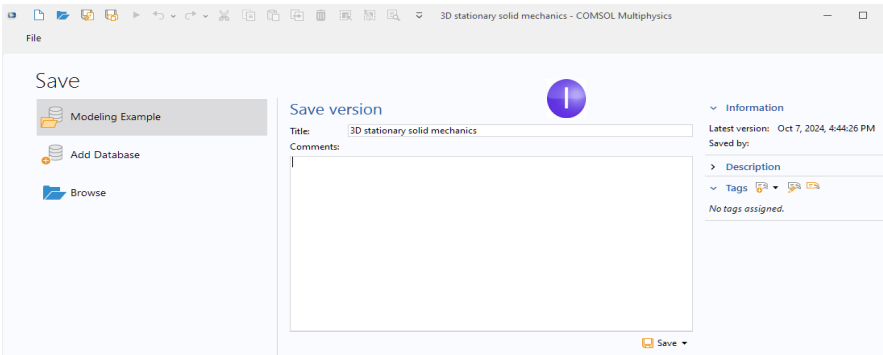 3D stationary solid mechanics - COMSOL Multiphysics
File
Save
Modeling Example
Add Database
Browse
Save version
Title: 3D stationary solid mechanics
Comments:
Save
I
Information
Latest version: Oct 7, 2024, 4:44:26 PM
Saved by:
Description
Tags
No tags assigned.